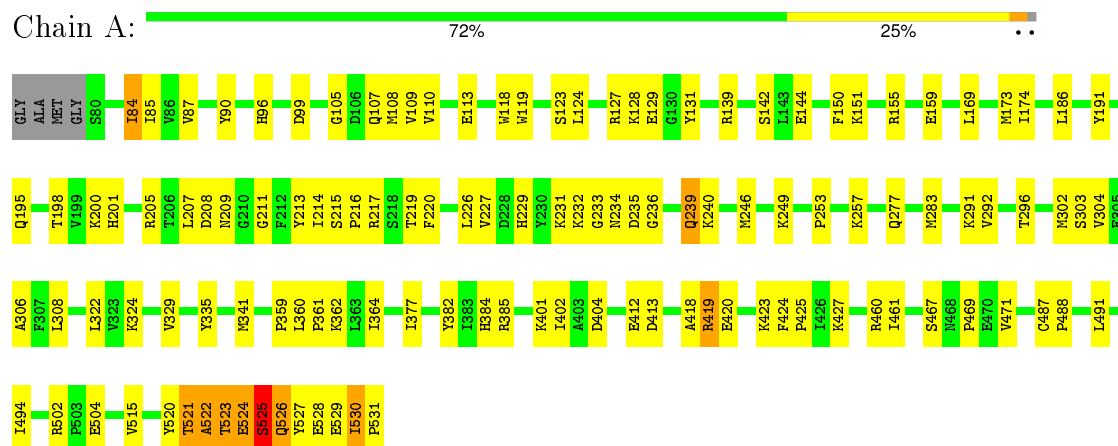 Chain A:
72% 25% • •
GLY ALA MET GLY S80 I84 I85 V86 V87 Y90 H96 D99 G105 D106 Q107 M108 V109 V110 E113 W118 W119 S123 L124 R127 K128 E129 G130 Y131 R139 S142 L143 E144 F150 K151 R155 E159 L169 M173 I174 L186 Y191
Q195 T198 V199 K200 H201 R205 T206 L207 D208 N209 G210 G211 F212 Y213 I214 S215 P216 R217 S218 T219 F220 L226 V227 D228 H229 Y230 K231 K232 G233 N234 D235 G236 Q239 K240 M246 K249 P253 K257 Q277 M283 K291 V292 T296 M302 S303 V304 E305
A306 F307 L308 L322 V323 K324 V329 Y335 M341 P359 L360 P361 K362 L363 I364 I377 Y382 I383 H384 R385 K401 I402 A403 D404 E412 D413 A418 R419 E420 K423 F424 P425 I426 K427 R460 I461 S467 N468 P469 E470 V471 C487 P488 L491
I494 R502 P503 E504 V515 Y520 T521 A522 T523 E524 S525 Q526 Y527 E528 E529 I530 P531